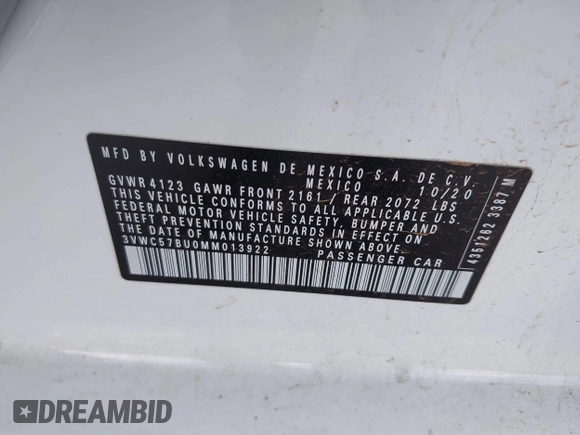 MFD BY VOLKSWAGEN DE MEXICO S.A. DE C.V.
MEXICO 10/20
GVWR 4123 GAWR FRONT 2161 / REAR 2072 LBS
THIS VEHICLE CONFORMS TO ALL APPLICABLE U.S.
FEDERAL MOTOR VEHICLE SAFETY, BUMPER AND
THEFT PREVENTION STANDARDS IN EFFECT ON
THE DATE OF MANUFACTURE SHOWN ABOVE.
3VWC57BU0MM013922 PASSENGER CAR
4351262 3387 M
DREAMBID